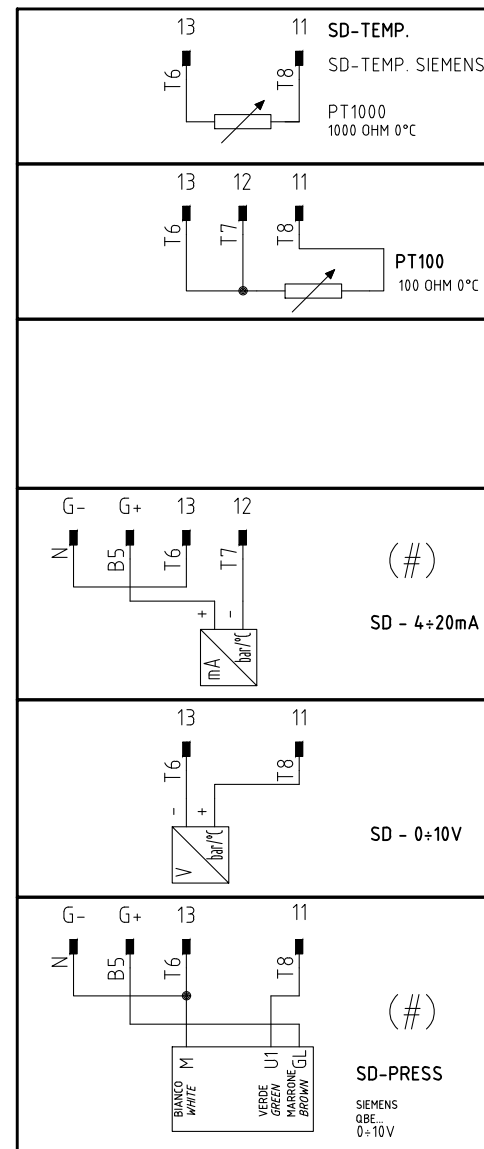 13 11 SD-TEMP.
T6 T8 SD-TEMP. SIEMENS
PT1000
1000 OHM 0°C
13 12 11
T6 T7 T8
PT100
100 OHM 0°C
G- G+ 13 12
N B5 T6 T7
(#)
+ -
mA bar/°C
SD - 4÷20mA
13 11
T6 T8
- +
V bar/°C
SD - 0÷10V
G- G+ 13 11
N B5 T6 T8
(#)
M U1 GL
BIANCO VERDE MARRONE
WHITE GREEN BROWN
SD-PRESS
SIEMENS
QBE...
0÷10V